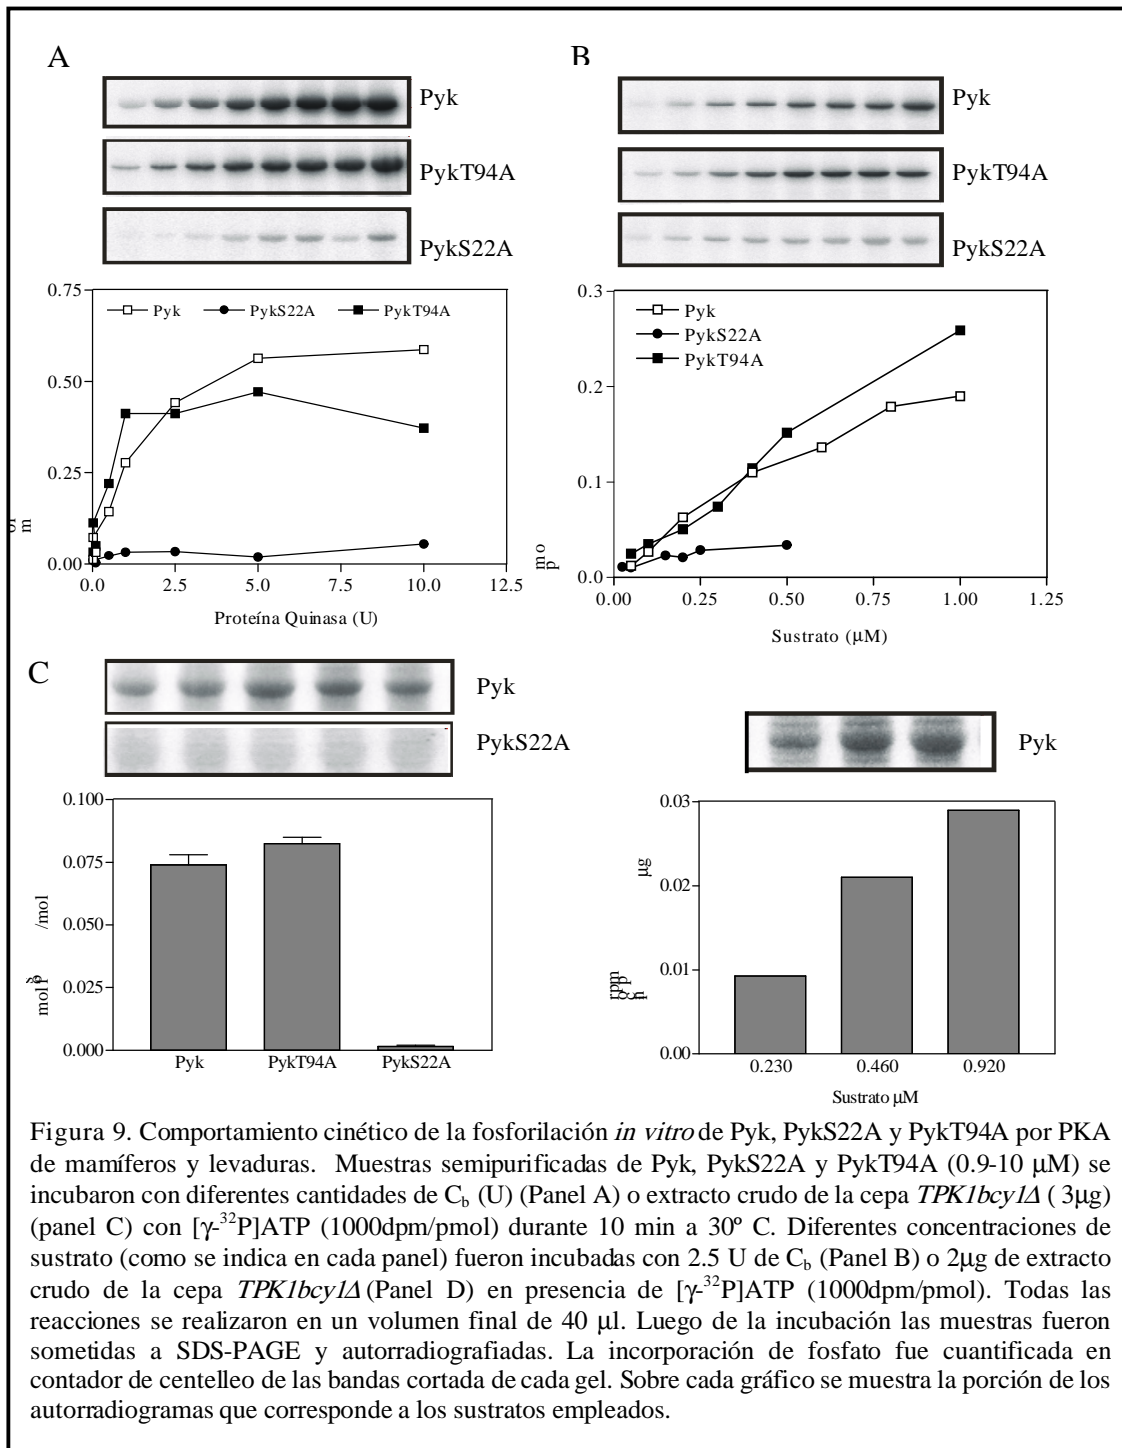 A
Pyk
PykT94A
PykS22A
0.75
0.50
0.25
0.00
Pyk
PykS22A
PykT94A
0.0
2.5
5.0
7.5
10.0
12.5
Proteína Quinasa (U)
B
Pyk
PykT94A
PykS22A
0.3
0.2
0.1
0.0
Pyk
PykS22A
PykT94A
mo
p
0.00
0.25
0.50
0.75
1.00
1.25
Sustrato (µM)
C
Pyk
PykS22A
0.100
0.075
0.050
0.025
0.000
/mol
mol
Pyk
PykT94A
PykS22A
Pyk
0.03
0.02
0.01
0.00
µg
0.230
0.460
0.920
Sustrato µM
Figura 9. Comportamiento cinético de la fosforilación in vitro de Pyk, PykS22A y PykT94A por PKA
de mamíferos y levaduras. Muestras semipurificadas de Pyk, PykS22A y PykT94A (0.9-10 µM) se
incubaron con diferentes cantidades de Cb (U) (Panel A) o extracto crudo de la cepa TPK1bcy1Δ ( 3µg)
(panel C) con [γ-32P]ATP (1000dpm/pmol) durante 10 min a 30º C. Diferentes concentraciones de
sustrato (como se indica en cada panel) fueron incubadas con 2.5 U de Cb (Panel B) o 2µg de extracto
crudo de la cepa TPK1bcy1Δ (Panel D) en presencia de [γ-32P]ATP (1000dpm/pmol). Todas las
reacciones se realizaron en un volumen final de 40 µl. Luego de la incubación las muestras fueron
sometidas a SDS-PAGE y autorradiografiadas. La incorporación de fosfato fue cuantificada en
contador de centelleo de las bandas cortada de cada gel. Sobre cada gráfico se muestra la porción de los
autorradiogramas que corresponde a los sustratos empleados.